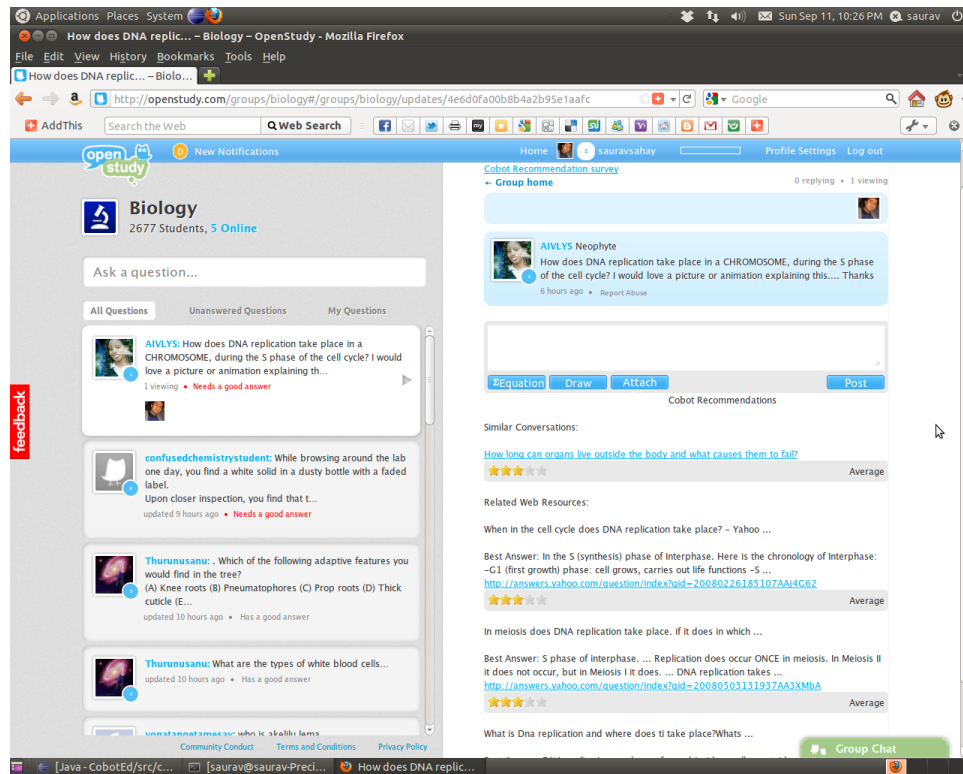 Applications Places System
Sun Sep 11, 10:26 PM saurav
How does DNA replic... – Biology – OpenStudy - Mozilla Firefox
File Edit View History Bookmarks Tools Help
How does DNA replic... – Biolo...
http://openstudy.com/groups/biology#/groups/biology/updates/4e6d0fa00b8b4a2b95e1aafc
Google
AddThis
Search the Web
Web Search
open study
0 New Notifications
Home
sauravsahay
Profile Settings
Log out
Biology
2677 Students, 5 Online
Ask a question...
All Questions
Unanswered Questions
My Questions
AIVLYS: How does DNA replication take place in a
CHROMOSOME, during the S phase of the cell cycle? I would
love a picture or animation explaining th...
1 viewing • Needs a good answer
confusedchemistrystudent: While browsing around the lab
one day, you find a white solid in a dusty bottle with a faded
label.
Upon closer inspection, you find that t...
updated 9 hours ago • Needs a good answer
Thurunusanu: . Which of the following adaptive features you
would find in the tree?
(A) Knee roots (B) Pneumatophores (C) Prop roots (D) Thick
cuticle (E...
updated 10 hours ago • Has a good answer
Thurunusanu: What are the types of white blood cells...
updated 10 hours ago • Has a good answer
yonatangetamesay: who is akelilu lema
Community Conduct
Terms and Conditions
Privacy Policy
feedback
Cobot Recommendation survey
← Group home
0 replying • 1 viewing
AIVLYS Neophyte
How does DNA replication take place in a CHROMOSOME, during the S phase
of the cell cycle? I would love a picture or animation explaining this.... Thanks
6 hours ago • Report Abuse
ΣEquation
Draw
Attach
Post
Cobot Recommendations
Similar Conversations:
How long can organs live outside the body and what causes them to fail?
Average
Related Web Resources:
When in the cell cycle does DNA replication take place? – Yahoo ...
Best Answer: In the S (synthesis) phase of Interphase. Here is the chronology of Interphase:
-G1 (first growth) phase: cell grows, carries out life functions -S ...
http://answers.yahoo.com/question/index?qid=20080226185107AAj4G62
Average
In meiosis does DNA replication take place. if it does in which ...
Best Answer: S phase of interphase. ... Replication does occur ONCE in meiosis. In Meiosis II
it does not occur, but in Meiosis I it does. ... DNA replication takes ...
http://answers.yahoo.com/question/index?qid=20080503131937AA3XMbA
Average
What is Dna replication and where does ti take place?Whats ...
Group Chat
[Java - CobotEd/src/c...
[saurav@saurav-Preci...
How does DNA replic...